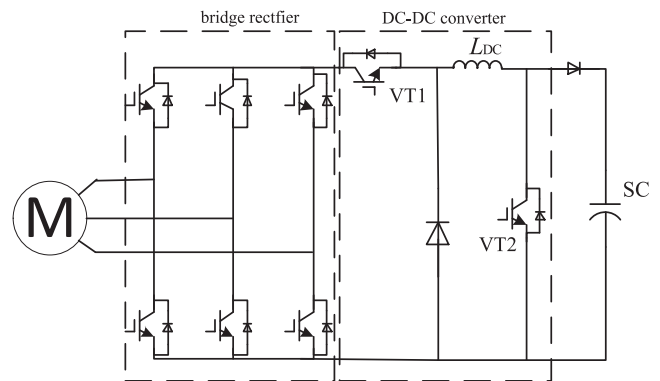 bridge rectfier
DC-DC converter
LDC
VT1
M
SC
VT2